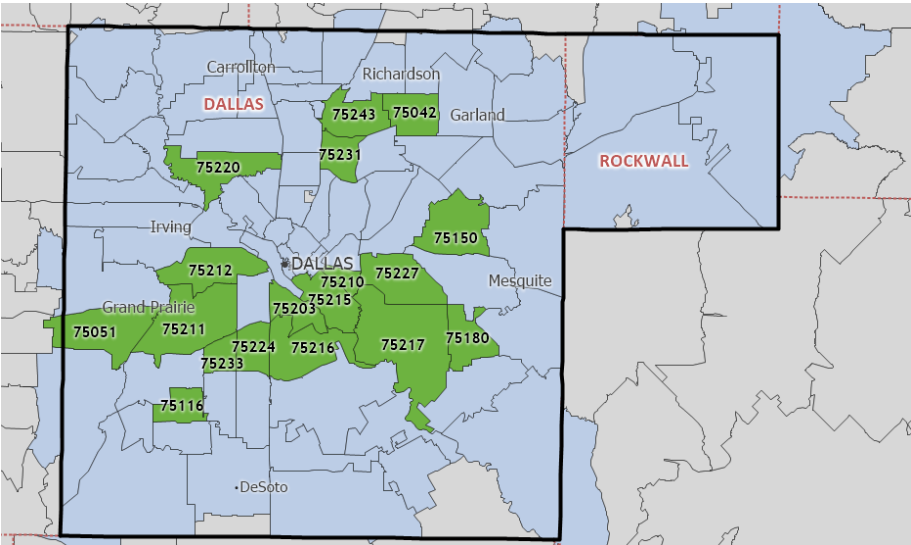 Carrollton
Richardson
DALLAS
75243
75042
Garland
75231
75220
ROCKWALL
Irving
75150
DALLAS
75212
75210
75227
Mesquite
Grand Prairie
75203
75215
75051
75211
75180
75224
75216
75217
75233
75116
DeSoto